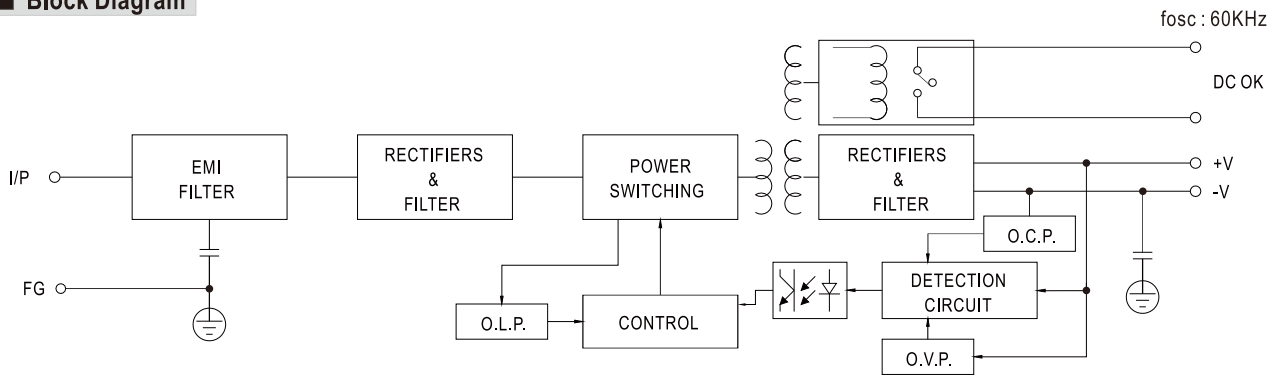 ■ Block Diagram
fosc : 60KHz
DC OK
I/P
EMI
FILTER
RECTIFIERS
&
FILTER
POWER
SWITCHING
RECTIFIERS
&
FILTER
+V
-V
O.C.P.
FG
O.L.P.
CONTROL
DETECTION
CIRCUIT
O.V.P.